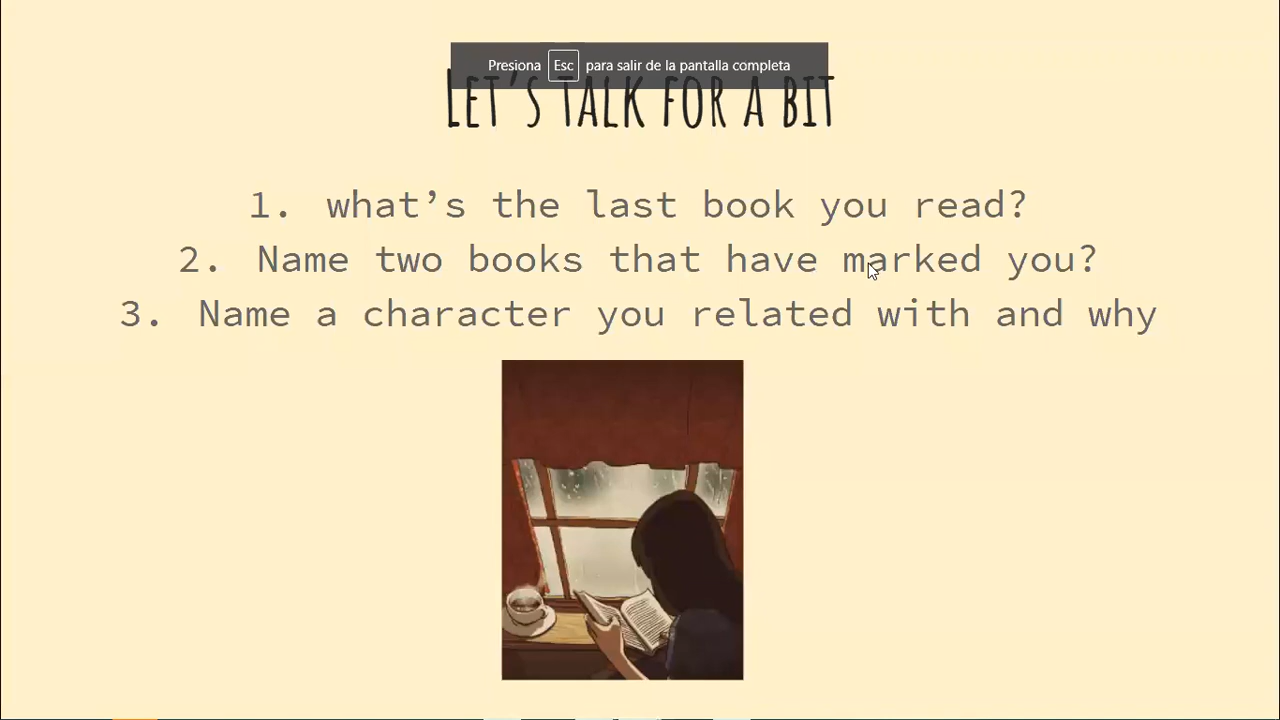 Presiona Esc para salir de la pantalla completa
LET'S TALK FOR A BIT
1. what's the last book you read?
2. Name two books that have marked you?
3. Name a character you related with and why